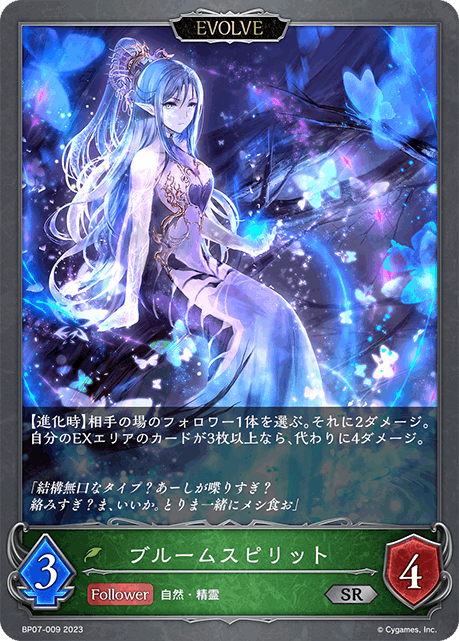 EVOLVE
【進化時】相手の場のフォロワー1体を選ぶ。それに2ダメージ。
自分のEXエリアのカードが3枚以上なら、代わりに4ダメージ。
「結構無口なタイプ?あーしが喋りすぎ?
絡みすぎ?ま、いいか。とりま一緒にメシ食お」
ブルームスピリット
3
Follower
自然・精霊
SR
4
BP07-009 2023
© Cygames, Inc.